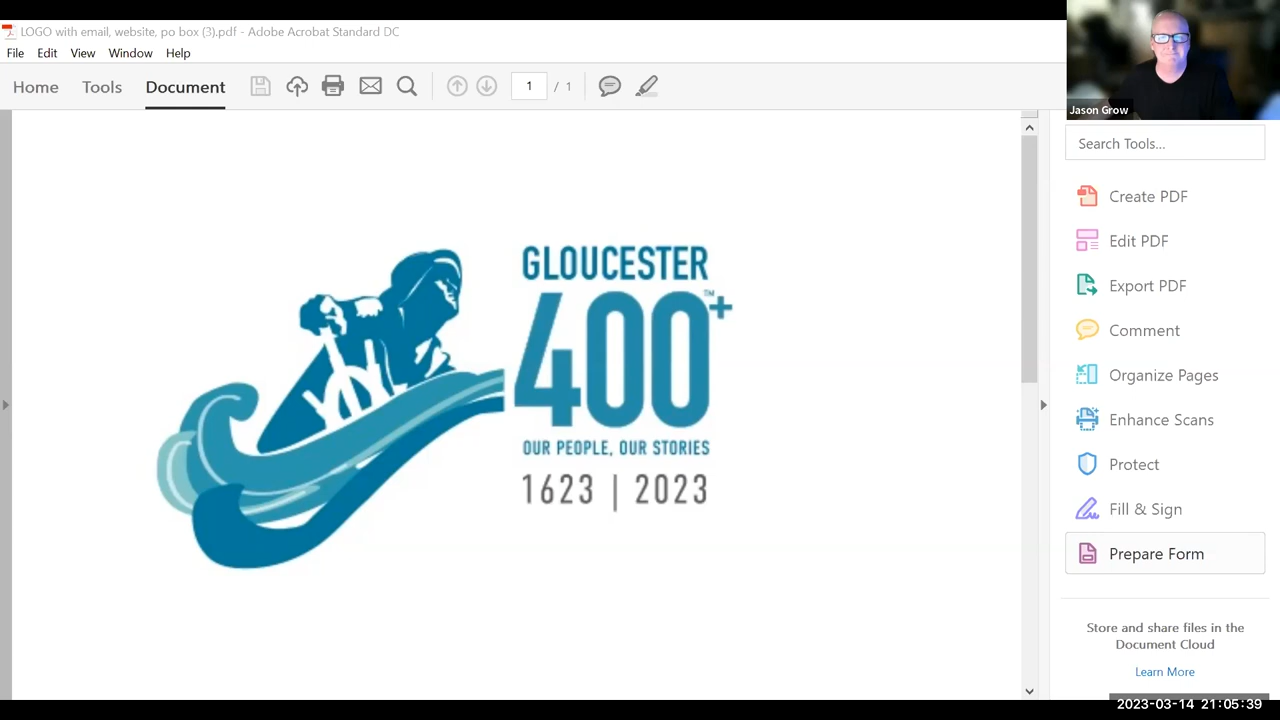 LOGO with email, website, po box (3).pdf - Adobe Acrobat Standard DC
File Edit View Window Help
Home Tools Document 1 / 1
Jason Grow
Search Tools...
Create PDF
Edit PDF
Export PDF
Comment
Organize Pages
Enhance Scans
Protect
Fill & Sign
Prepare Form
Store and share files in the
Document Cloud
Learn More
GLOUCESTER
400+™
OUR PEOPLE, OUR STORIES
1623 | 2023
2023-03-14 21:05:39